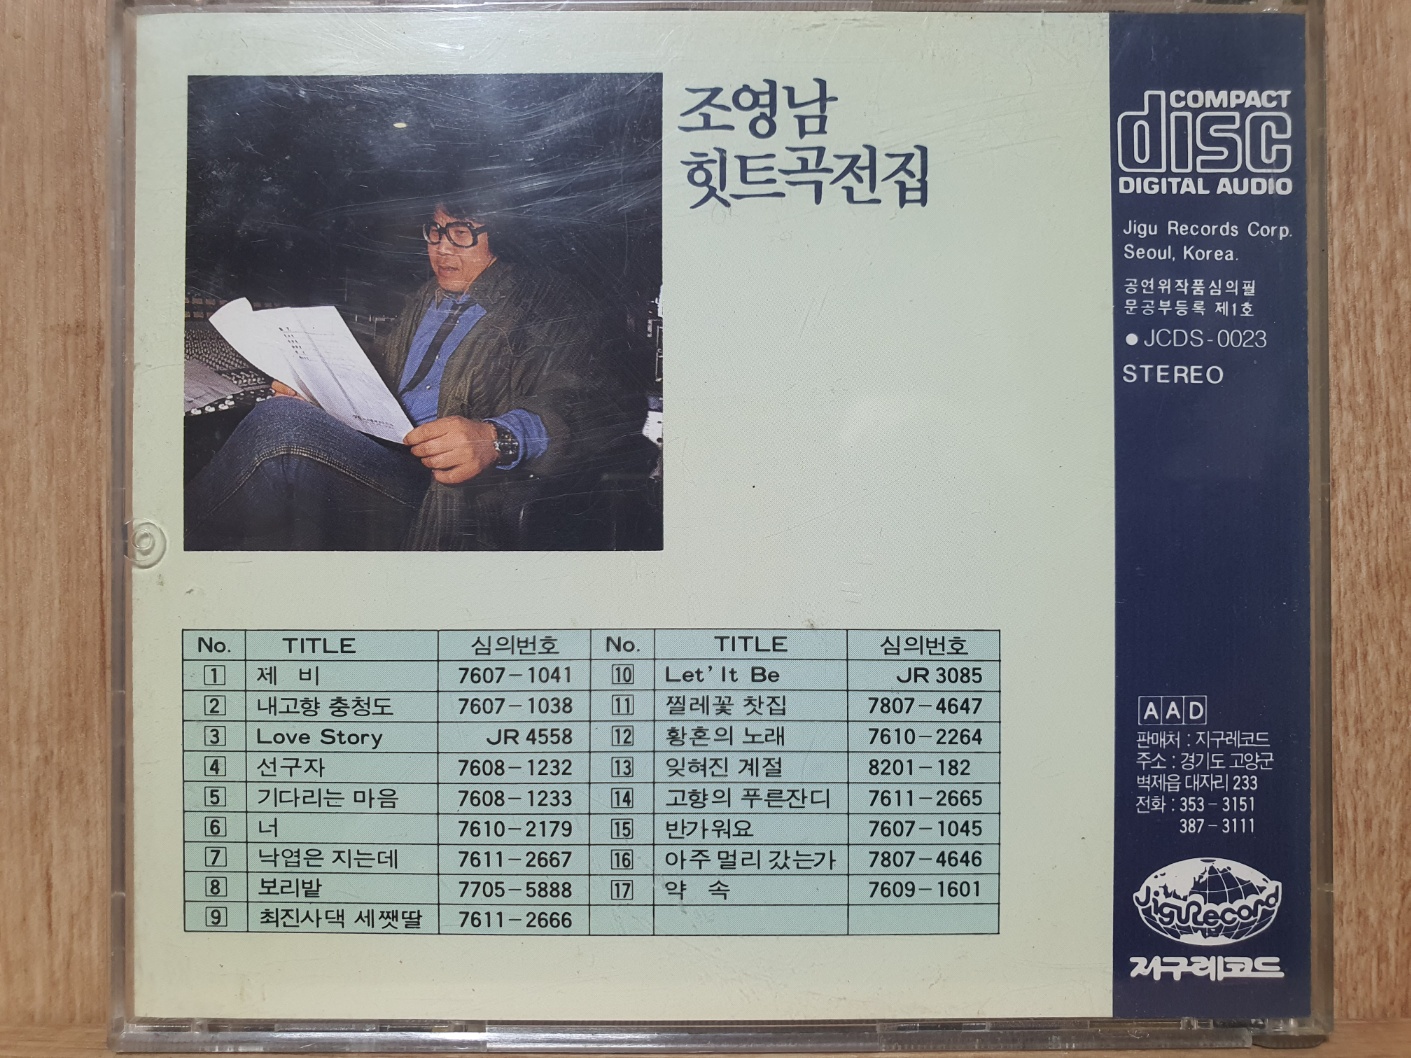 조영남
힛트곡전집
COMPACT
disc
DIGITAL AUDIO
Jigu Records Corp.
Seoul, Korea.
공연위작품심의필
문공부등록 제1호
● JCDS-0023
STEREO
No. TITLE 심의번호 No. TITLE 심의번호
1 제 비 7607-1041 10 Let' It Be JR 3085
2 내고향 충청도 7607-1038 11 찔레꽃 찻집 7807-4647
3 Love Story JR 4558 12 황혼의 노래 7610-2264
4 선구자 7608-1232 13 잊혀진 계절 8201-182
5 기다리는 마음 7608-1233 14 고향의 푸른잔디 7611-2665
6 너 7610-2179 15 반가워요 7607-1045
7 낙엽은 지는데 7611-2667 16 아주 멀리 갔는가 7807-4646
8 보리밭 7705-5888 17 약 속 7609-1601
9 최진사댁 세쨋딸 7611-2666
AAD
판매처 : 지구레코드
주소 : 경기도 고양군
벽제읍 대자리 233
전화 : 353-3151
387-3111
JiguRecord
지구레코드